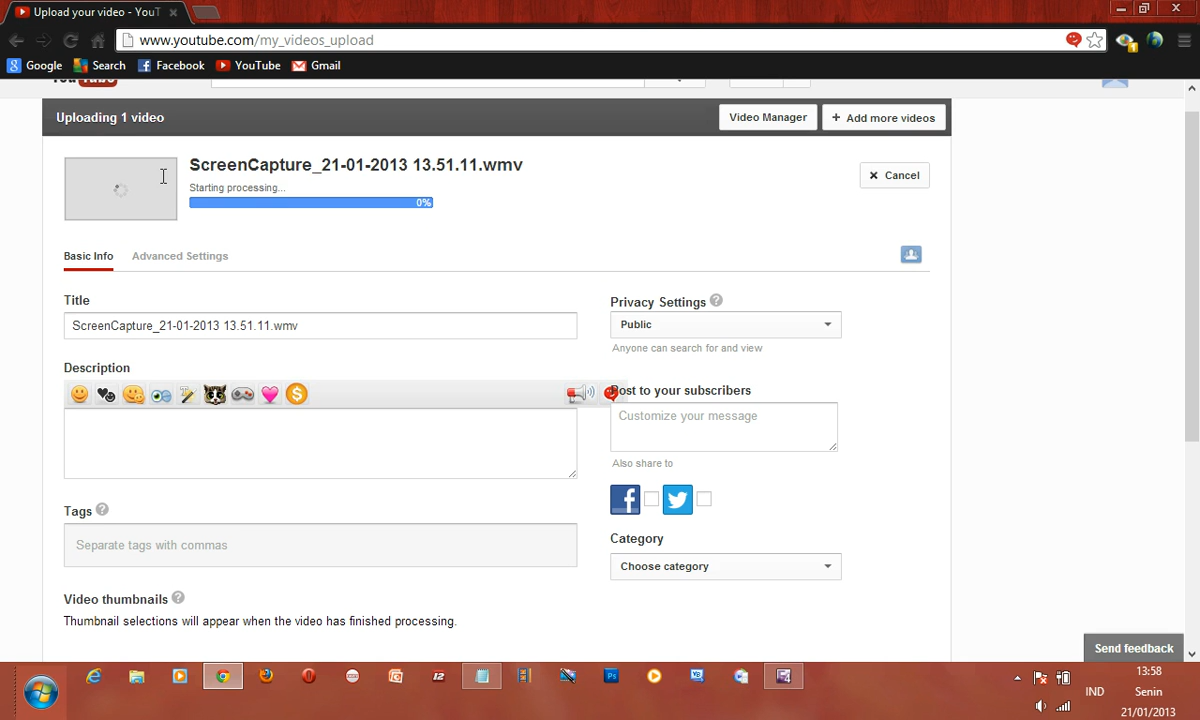 Upload your video - YouT
www.youtube.com/my_videos_upload
Google Search Facebook YouTube Gmail
Uploading 1 video
Video Manager
+ Add more videos
ScreenCapture_21-01-2013 13.51.11.wmv
Starting processing...
0%
Cancel
Basic Info
Advanced Settings
Title
ScreenCapture_21-01-2013 13.51.11.wmv
Description
Tags
Separate tags with commas
Video thumbnails
Thumbnail selections will appear when the video has finished processing.
Privacy Settings
Public
Anyone can search for and view
Post to your subscribers
Customize your message
Also share to
Category
Choose category
Send feedback
IND
13:58
Senin
21/01/2013